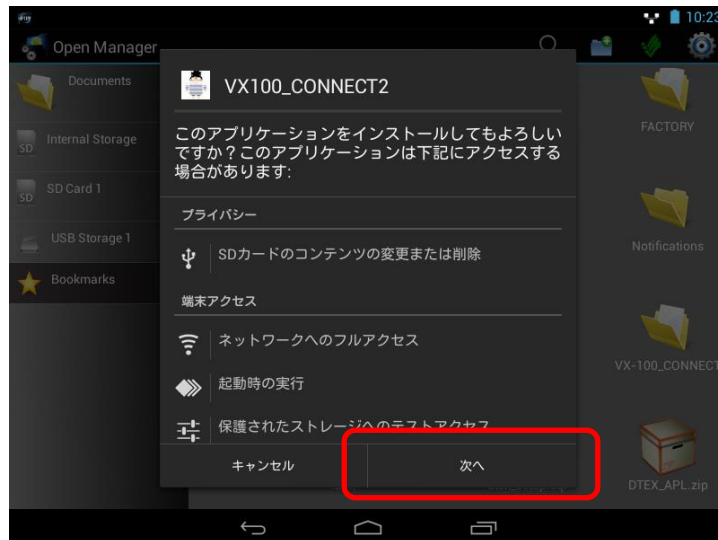 10:23
Open Manager
Documents
Internal Storage
SD
SD Card 1
SD
USB Storage 1
Bookmarks
VX100_CONNECT2
このアプリケーションをインストールしてもよろしい
ですか？このアプリケーションは下記にアクセスする
場合があります:
プライバシー
SDカードのコンテンツの変更または削除
端末アクセス
ネットワークへのフルアクセス
起動時の実行
保護されたストレージへのテストアクセス
キャンセル
次へ
FACTORY
Notifications
VX-100_CONNECT
DTEX_APL.zip